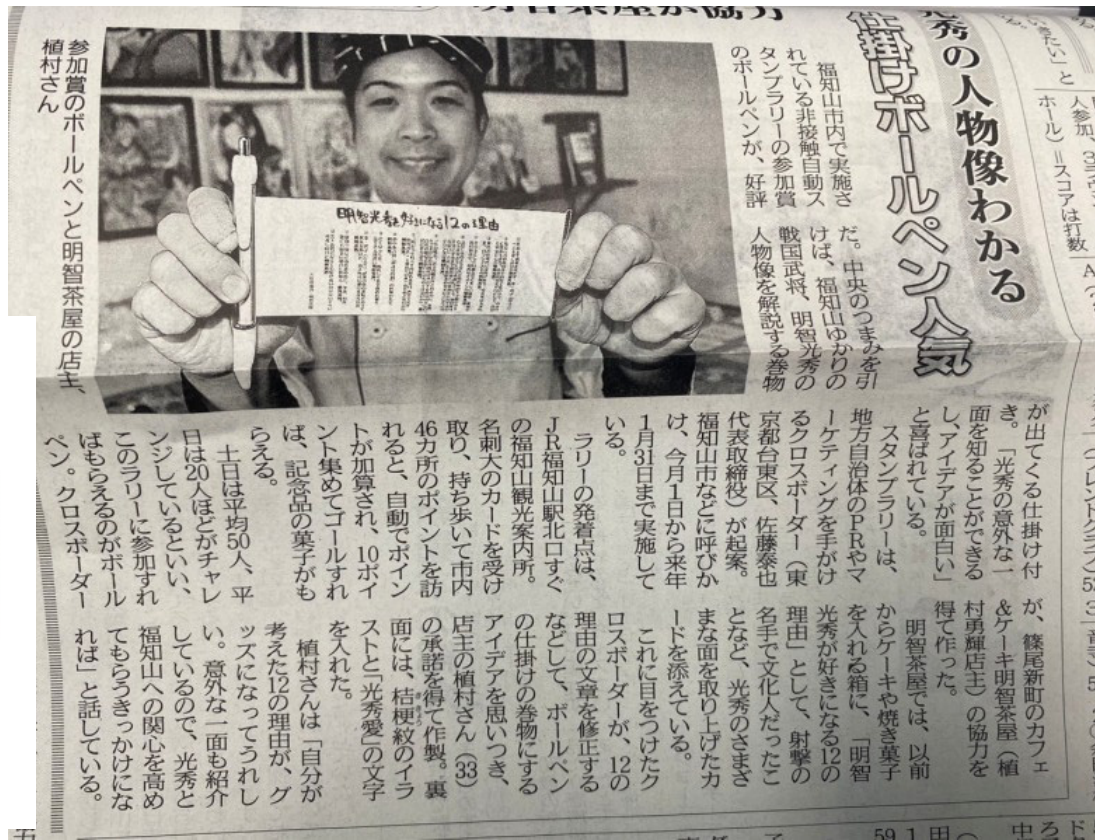 光秀の人物像わかる
仕掛けボールペン人気
明智茶屋が協力
福知山市内で実施さ
れている非接触自動ス
タンプラリーの参加賞
のボールペンが、好評
だ。中央のつまみを引
けば、福知山ゆかりの
戦国武将、明智光秀の
人物像を解説する巻物
が出てくる仕掛け付
き。「光秀の意外な一
面を知ることができる
し、アイデアが面白い」
と喜ばれている。
スタンプラリーは、
地方自治体のPRやマ
ーケティングを手がけ
るクロスボーダー（東
京都台東区、佐藤泰也
代表取締役）が起案。
福知山市などに呼びか
け、今月1日から来年
1月31日まで実施して
いる。
ラリーの発着点は、
JR福知山駅北口すぐ
の福知山観光案内所。
名刺大のカードを受け
取り、持ち歩いて市内
46カ所のポイントを訪
れると、自動でポイン
トが加算され、10ポイ
ント集めてゴールすれ
ば、記念品の菓子がも
らえる。
土日は平均50人、平
日は20人ほどがチャレ
ンジしているといい、
このラリーに参加すれ
ばもらえるのがボール
ペン。クロスボーダー
が、篠尾新町のカフェ
&ケーキ明智茶屋（植
村勇輝店主）の協力を
得て作った。
明智茶屋では、以前
からケーキや焼き菓子
を入れる箱に、「明智
光秀が好きになる12の
理由」として、射撃の
名手で文化人だったこ
となど、光秀のさまざ
まな面を取り上げたカ
ードを添えている。
これに目をつけたク
ロスボーダーが、12の
理由の文章を修正する
などして、ボールペン
の仕掛けの巻物にする
アイデアを思いつき、
店主の植村さん（33）
の承諾を得て作製。裏
面には、桔梗紋のイラ
ストと「光秀愛」の文字
を入れた。
植村さんは「自分が
考えた12の理由が、グ
ッズになってうれし
い。意外な一面も紹介
しているので、光秀と
福知山への関心を高め
てもらうきっかけにな
れば」と話している。
明智光秀を好きになる12の理由
参加賞のボールペンと明智茶屋の店主、
植村さん
きたい」と
ホール）＝スコアは打数